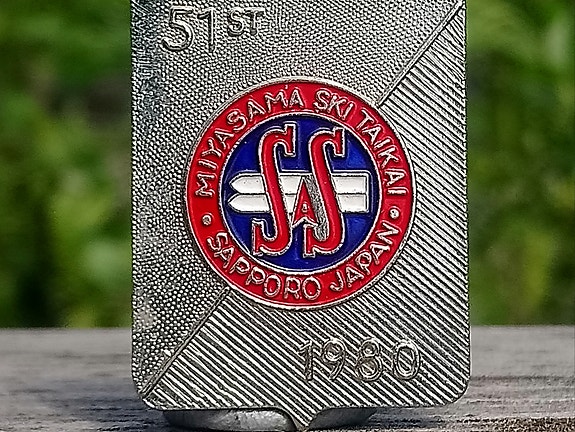 51ST
MIYASAMA SKI TAIKAI
SAS
SAPPORO JAPAN
1980